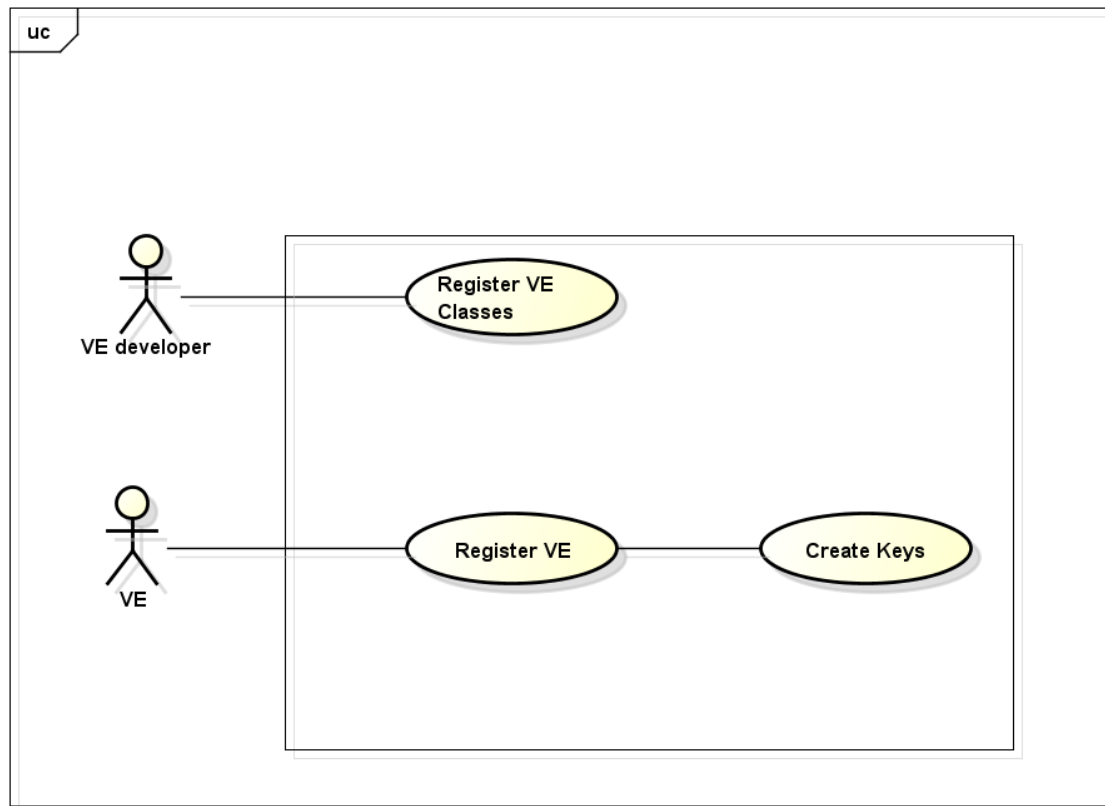 uc
Register VE
Classes
VE developer
Register VE
Create Keys
VE